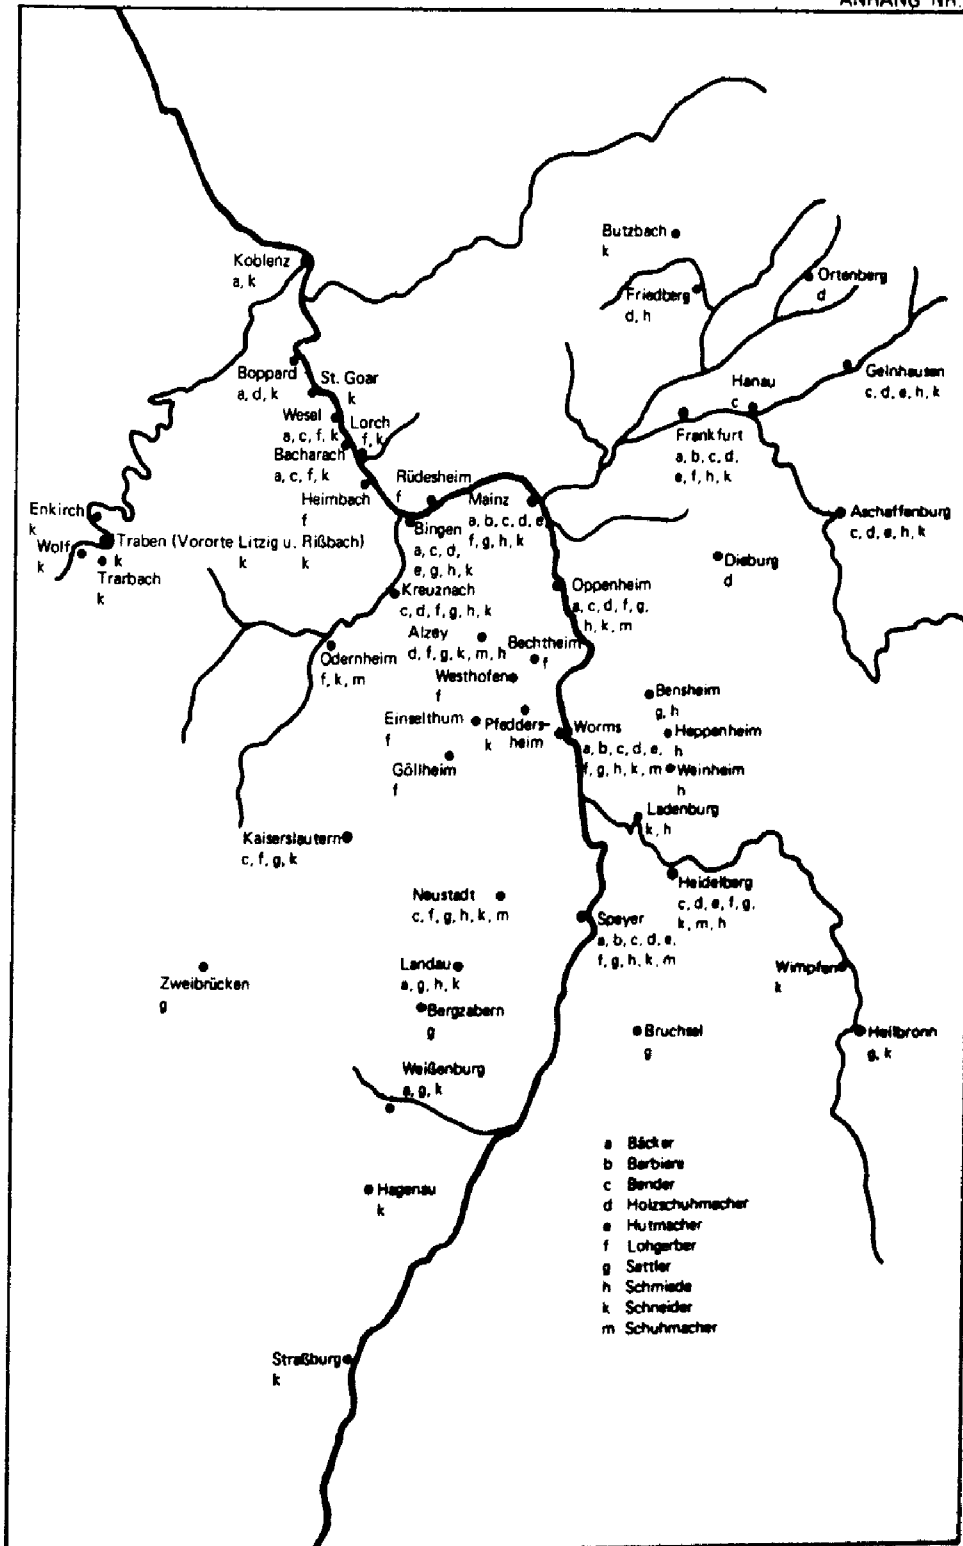 ANHANG NR.
Butzbach
k
Koblenz
a, k
Ortenberg
d
Friedberg
d, h
Boppard
a, d, k
St. Goar
k
Gelnhausen
c, d, e, h, k
Hanau
c
Wesel
a, c, f, k
Lorch
f, k
Frankfurt
a, b, c, d,
e, f, h, k
Bacharach
a, c, f, k
Heimbach
f
Rüdesheim
f
Mainz
a, b, c, d, e
f, g, h, k
Enkirch
k
Aschaffenburg
c, d, e, h, k
Bingen
a, c, d,
e, g, h, k
Wolf
k
Traben (Vororte Litzig u. Rißbach)
k k k
Trarbach
k
Dieburg
d
Kreuznach
c, d, f, g, h, k
Oppenheim
a, c, d, f, g,
h, k, m
Alzey
d, f, g, k, m, h
Bechtheim
f
Odernheim
f, k, m
Westhofen
f
Bensheim
g, h
Einselthum
f
Pfedders-
k heim
Worms
a, b, c, d, e,
f, g, h, k, m
Heppenheim
h
Göllheim
f
Weinheim
h
Ladenburg
k, h
Kaiserslautern
c, f, g, k
Neustadt
c, f, g, h, k, m
Heidelberg
c, d, e, f, g,
k, m, h
Speyer
a, b, c, d, e,
f, g, h, k, m
Zweibrücken
g
Landau
a, g, h, k
Wimpfen
k
Bergzabern
g
Bruchsel
g
Heilbronn
g, k
Weißenburg
a, g, k
Hagenau
k
a Bäcker
b Barbiere
c Bender
d Holzschuhmacher
e Hutmacher
f Lohgerber
g Sattler
h Schmiede
k Schneider
m Schuhmacher
Straßburg
k